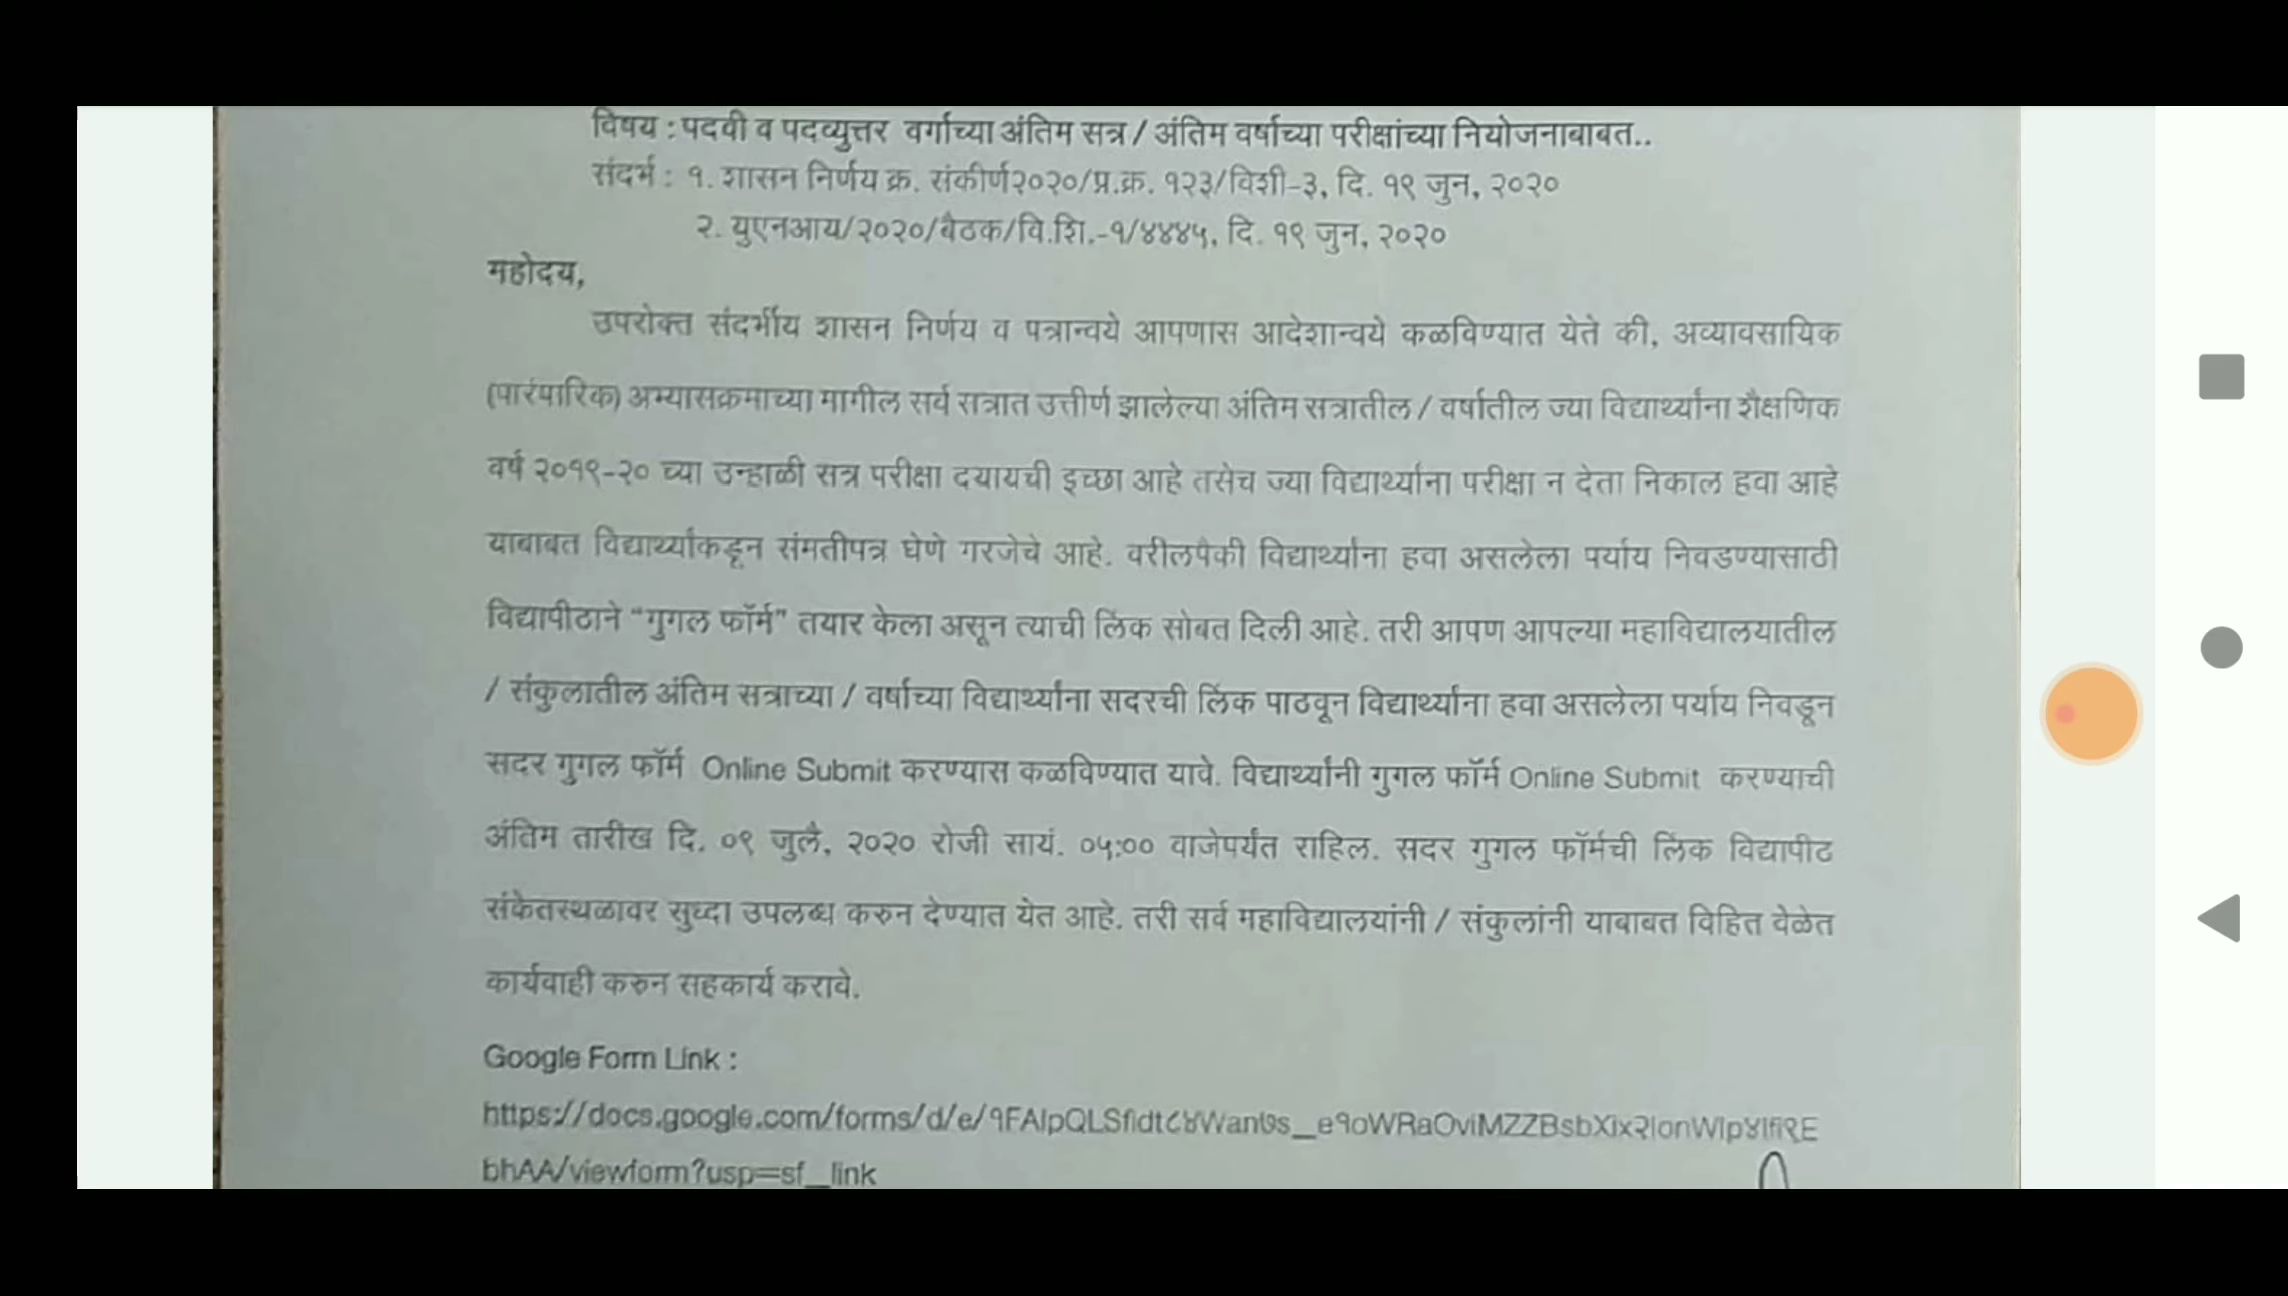 विषय : पदवी व पदव्युत्तर वर्गाच्या अंतिम सत्र / अंतिम वर्षाच्या परीक्षांच्या नियोजनाबाबत..
संदर्भ : १. शासन निर्णय क्र. संकीर्ण२०२०/प्र.क्र. १२३/विशी-३, दि. १९ जुन, २०२०
२. युएनआय/२०२०/बैठक/वि.शि.-१/४४४५, दि. १९ जुन, २०२०
महोदय,
उपरोक्त संदर्भीय शासन निर्णय व पत्रान्वये आपणास आदेशान्वये कळविण्यात येते की, अव्यावसायिक
(पारंपारिक) अभ्यासक्रमाच्या मागील सर्व सत्रात उत्तीर्ण झालेल्या अंतिम सत्रातील / वर्षातील ज्या विद्यार्थ्यांना शैक्षणिक
वर्ष २०१९-२० च्या उन्हाळी सत्र परीक्षा दयायची इच्छा आहे तसेच ज्या विद्यार्थ्यांना परीक्षा न देता निकाल हवा आहे
याबाबत विद्यार्थ्यांकडून संमतीपत्र घेणे गरजेचे आहे. वरीलपैकी विद्यार्थ्यांना हवा असलेला पर्याय निवडण्यासाठी
विद्यापीठाने “गुगल फॉर्म” तयार केला असून त्याची लिंक सोबत दिली आहे. तरी आपण आपल्या महाविद्यालयातील
/ संकुलातील अंतिम सत्राच्या / वर्षाच्या विद्यार्थ्यांना सदरची लिंक पाठवून विद्यार्थ्यांना हवा असलेला पर्याय निवडून
सदर गुगल फॉर्म Online Submit करण्यास कळविण्यात यावे. विद्यार्थ्यांनी गुगल फॉर्म Online Submit करण्याची
अंतिम तारीख दि. ०९ जुलै, २०२० रोजी सायं. ०५:०० वाजेपर्यंत राहिल. सदर गुगल फॉर्मची लिंक विद्यापीठ
संकेतस्थळावर सुध्दा उपलब्ध करुन देण्यात येत आहे. तरी सर्व महाविद्यालयांनी / संकुलांनी याबाबत विहित वेळेत
कार्यवाही करुन सहकार्य करावे.
Google Form Link :
https://docs.google.com/forms/d/e/
bhAA/viewform?usp=sf_link